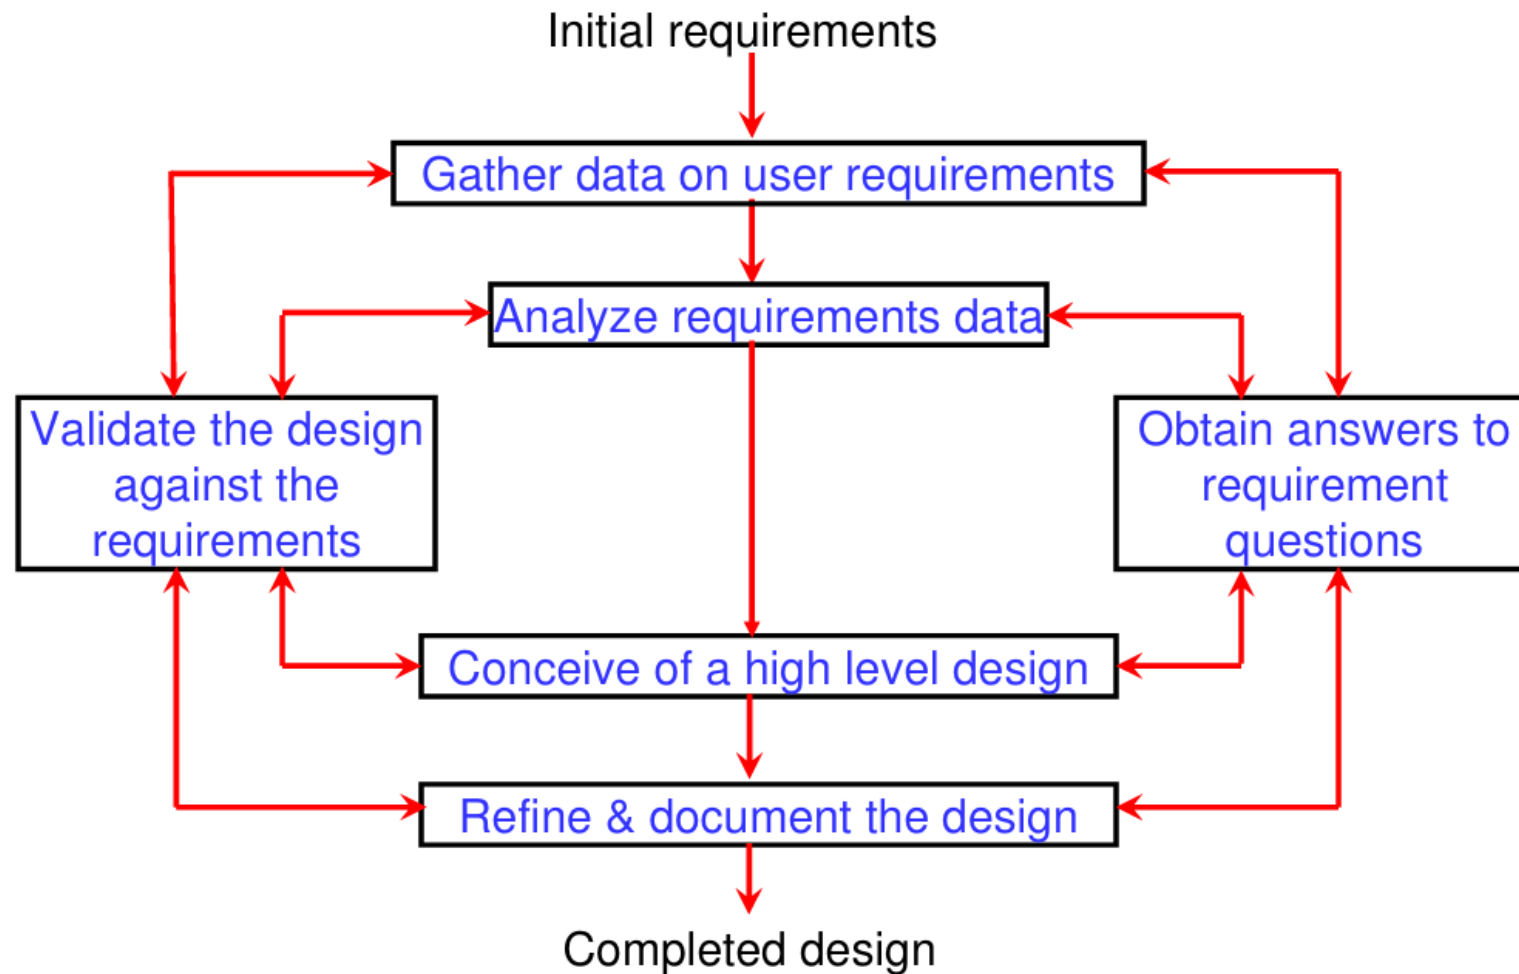 Initial requirements
Gather data on user requirements
Analyze requirements data
Validate the design
against the
requirements
Obtain answers to
requirement
questions
Conceive of a high level design
Refine & document the design
Completed design